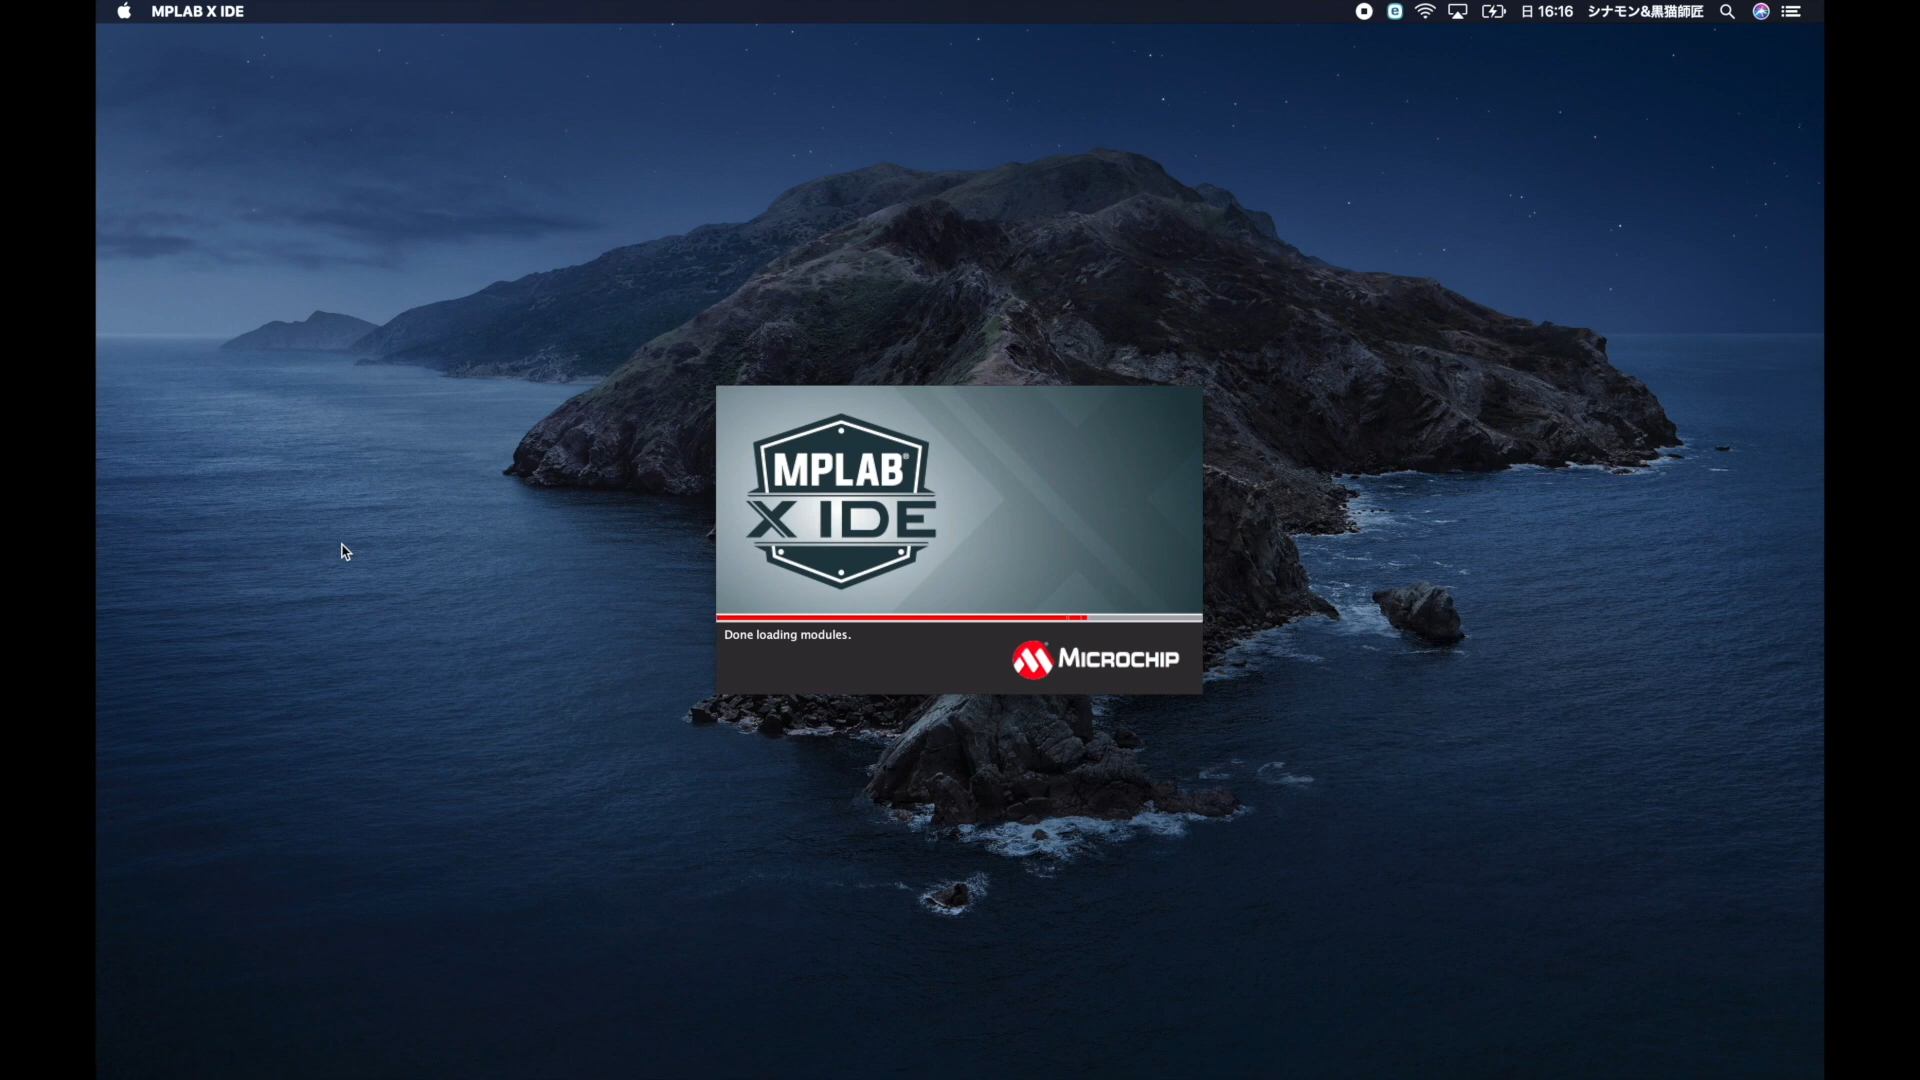 MPLAB X IDE
日 16:16
シナモン&黒猫師匠
MPLAB®
X IDE
Done loading modules.
MICROCHIP